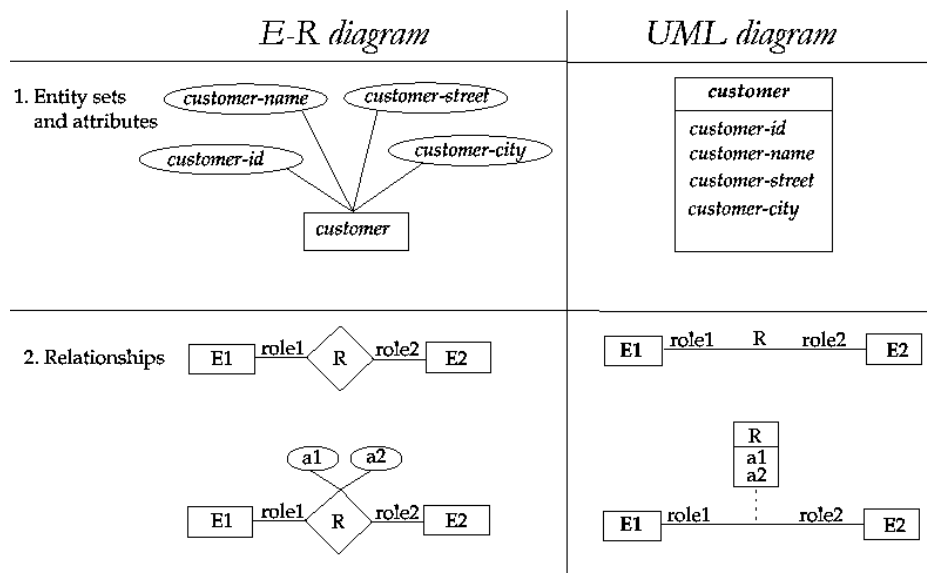 E-R diagram
UML diagram
1. Entity sets
and attributes
customer-name
customer-street
customer-id
customer-city
customer
customer
customer-id
customer-name
customer-street
customer-city
2. Relationships
E1 role1 R role2 E2
E1 role1 R role2 E2
a1 a2
E1 role1 R role2 E2
R
a1
a2
E1 role1 role2 E2